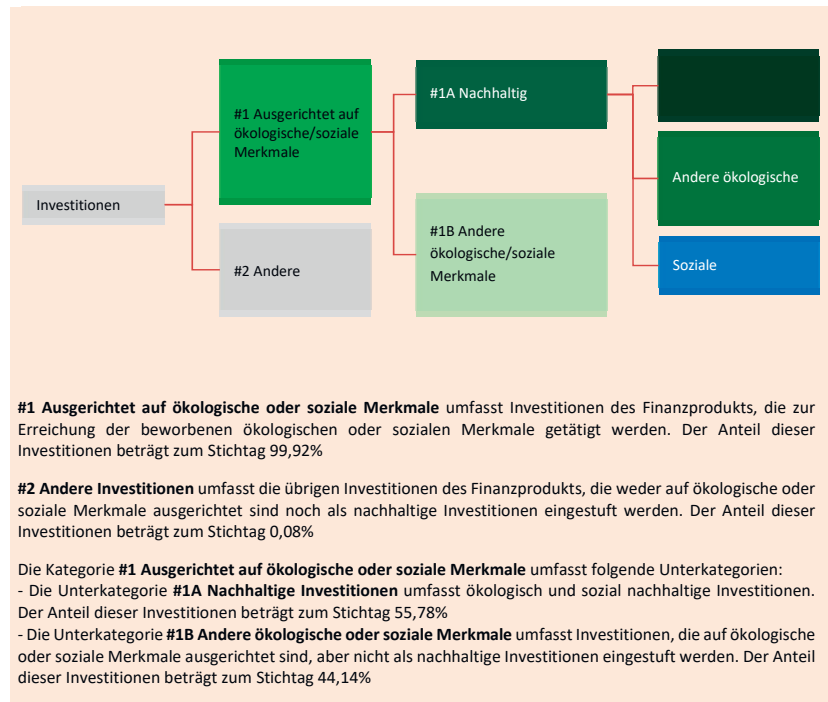 Investitionen
#1 Ausgerichtet auf
ökologische/soziale
Merkmale
#2 Andere
#1A Nachhaltig
#1B Andere
ökologische/soziale
Merkmale
Andere ökologische
Soziale
#1 Ausgerichtet auf ökologische oder soziale Merkmale umfasst Investitionen des Finanzprodukts, die zur
Erreichung der beworbenen ökologischen oder sozialen Merkmale getätigt werden. Der Anteil dieser
Investitionen beträgt zum Stichtag 99,92%
#2 Andere Investitionen umfasst die übrigen Investitionen des Finanzprodukts, die weder auf ökologische oder
soziale Merkmale ausgerichtet sind noch als nachhaltige Investitionen eingestuft werden. Der Anteil dieser
Investitionen beträgt zum Stichtag 0,08%
Die Kategorie #1 Ausgerichtet auf ökologische oder soziale Merkmale umfasst folgende Unterkategorien:
- Die Unterkategorie #1A Nachhaltige Investitionen umfasst ökologisch und sozial nachhaltige Investitionen.
Der Anteil dieser Investitionen beträgt zum Stichtag 55,78%
- Die Unterkategorie #1B Andere ökologische oder soziale Merkmale umfasst Investitionen, die auf ökologische
oder soziale Merkmale ausgerichtet sind, aber nicht als nachhaltige Investitionen eingestuft werden. Der Anteil
dieser Investitionen beträgt zum Stichtag 44,14%